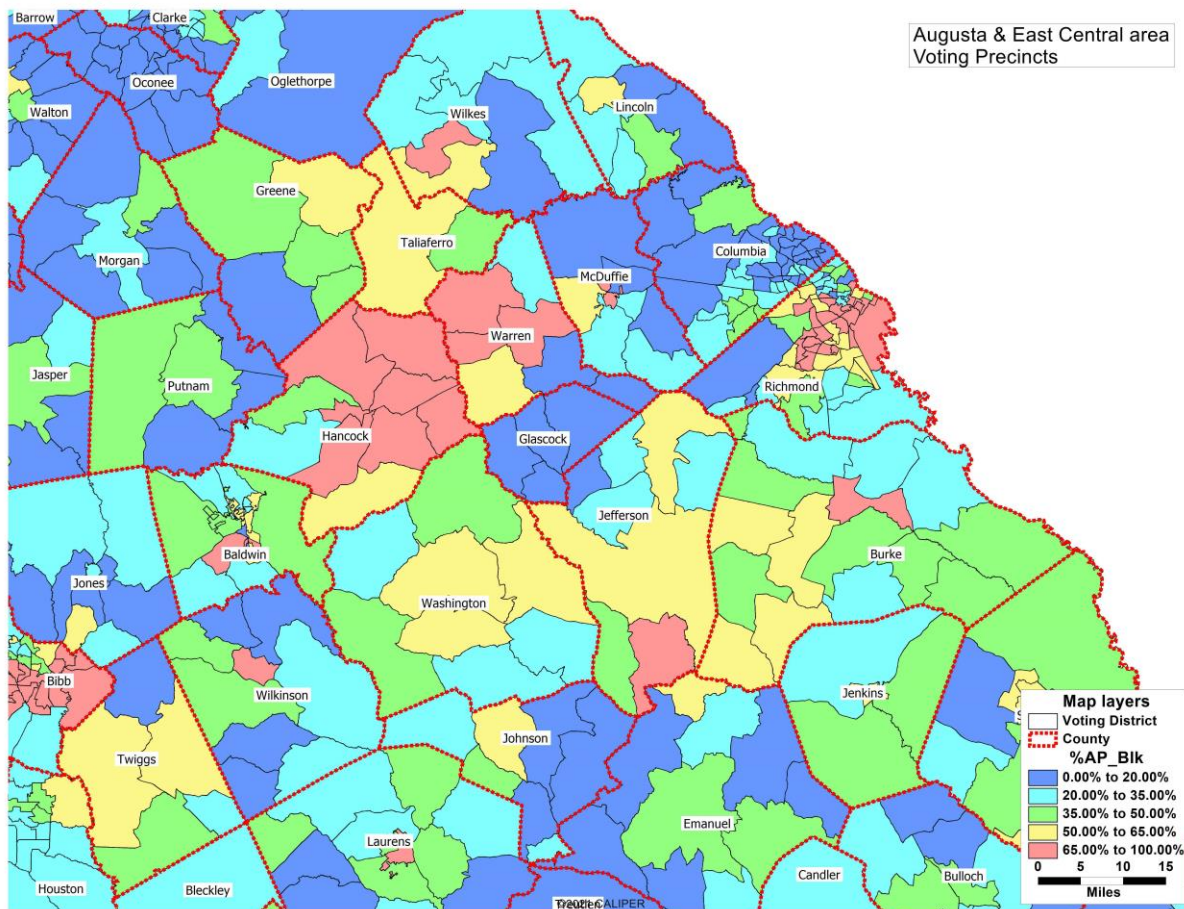 Augusta & East Central area
Voting Precincts
Barrow
Clarke
Oconee
Oglethorpe
Walton
Wilkes
Lincoln
Greene
Taliaferro
Columbia
Morgan
McDuffie
Warren
Jasper
Putnam
Richmond
Hancock
Glascock
Jefferson
Baldwin
Burke
Jones
Washington
Bibb
Wilkinson
Jenkins
S
Johnson
Twiggs
Emanuel
Laurens
Candler
Bulloch
Houston
Bleckley
CALIPER
Map layers
Voting District
County
%AP_Blk
0.00% to 20.00%
20.00% to 35.00%
35.00% to 50.00%
50.00% to 65.00%
65.00% to 100.00%
0 5 10 15
Miles